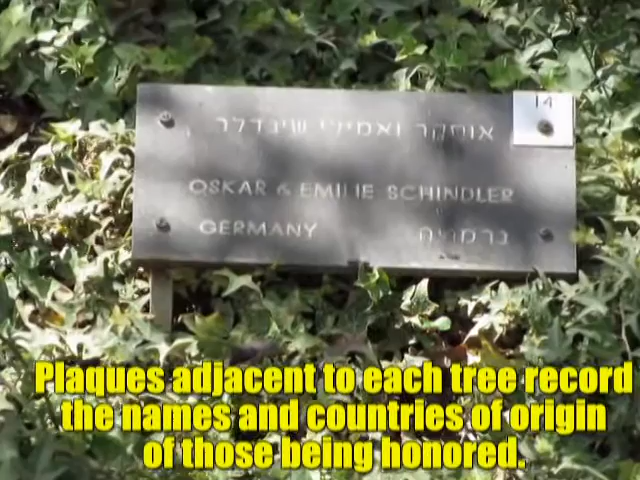 14
אוסקר ואמילי שינדלר
OSKAR & EMILIE SCHINDLER
GERMANY גרמניה
Plaques adjacent to each tree record
the names and countries of origin
of those being honored.